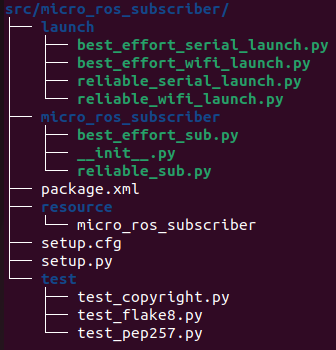 src/micro_ros_subscriber/
├── launch
│   ├── best_effort_serial_launch.py
│   ├── best_effort_wifi_launch.py
│   ├── reliable_serial_launch.py
│   └── reliable_wifi_launch.py
├── micro_ros_subscriber
│   ├── best_effort_sub.py
│   ├── __init__.py
│   └── reliable_sub.py
├── package.xml
├── resource
│   └── micro_ros_subscriber
├── setup.cfg
├── setup.py
└── test
    ├── test_copyright.py
    ├── test_flake8.py
    └── test_pep257.py